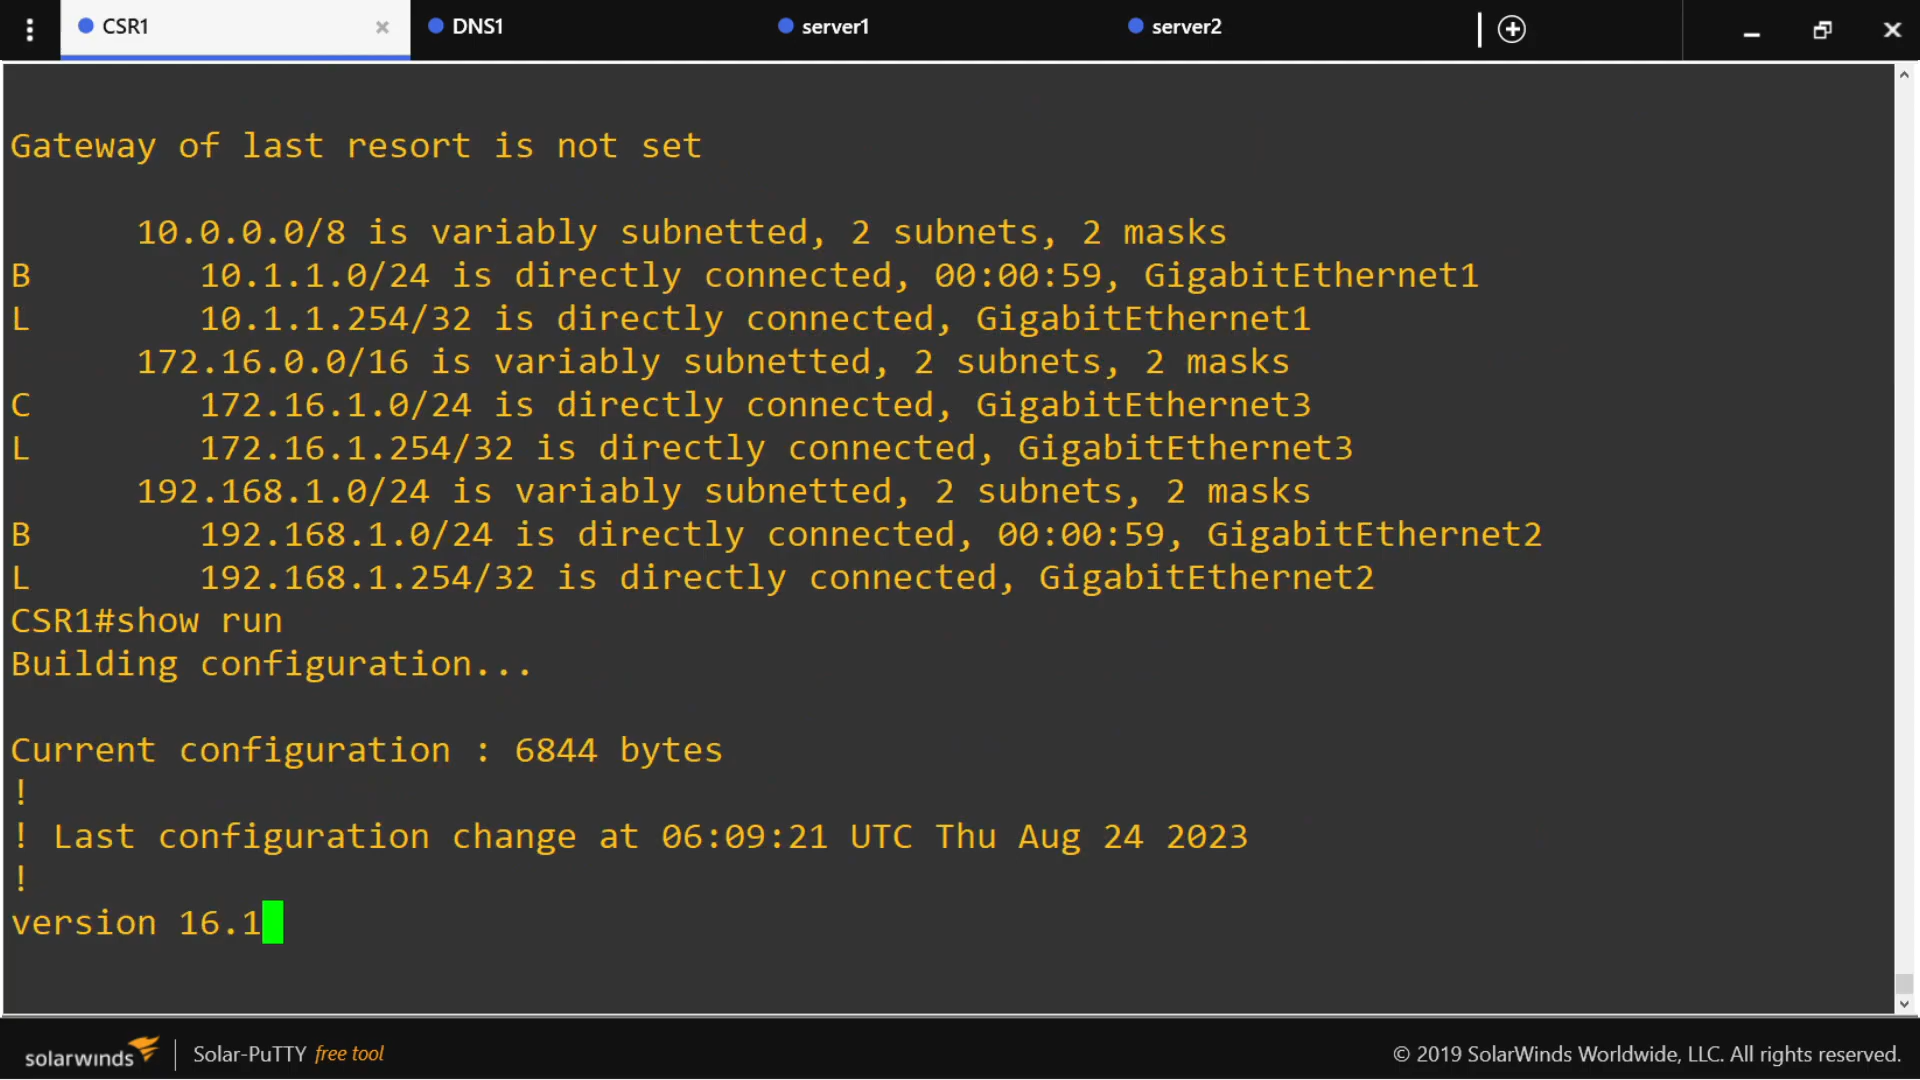 CSR1
DNS1
server1
server2
Gateway of last resort is not set
10.0.0.0/8 is variably subnetted, 2 subnets, 2 masks
B 10.1.1.0/24 is directly connected, 00:00:59, GigabitEthernet1
L 10.1.1.254/32 is directly connected, GigabitEthernet1
172.16.0.0/16 is variably subnetted, 2 subnets, 2 masks
C 172.16.1.0/24 is directly connected, GigabitEthernet3
L 172.16.1.254/32 is directly connected, GigabitEthernet3
192.168.1.0/24 is variably subnetted, 2 subnets, 2 masks
B 192.168.1.0/24 is directly connected, 00:00:59, GigabitEthernet2
L 192.168.1.254/32 is directly connected, GigabitEthernet2
CSR1#show run
Building configuration...
Current configuration : 6844 bytes
!
! Last configuration change at 06:09:21 UTC Thu Aug 24 2023
!
version 16.1
solarwinds Solar-PuTTY free tool
© 2019 SolarWinds Worldwide, LLC. All rights reserved.